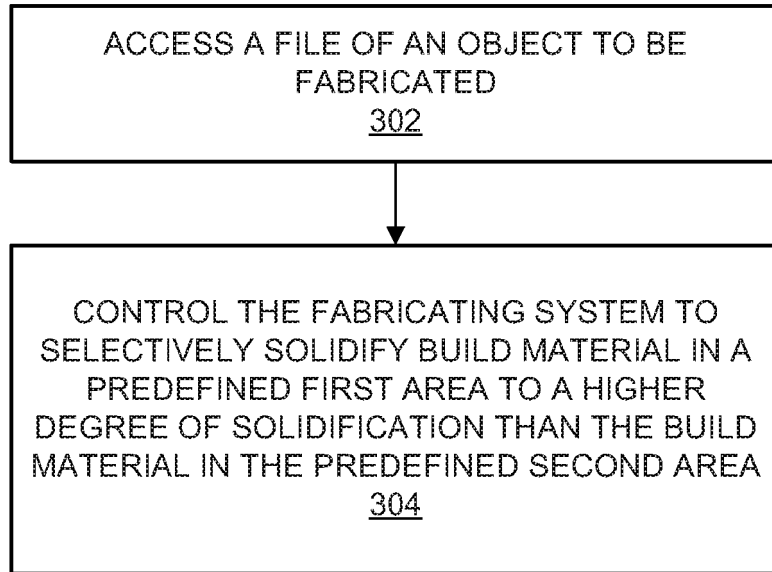 ACCESS A FILE OF AN OBJECT TO BE
FABRICATED
302
CONTROL THE FABRICATING SYSTEM TO
SELECTIVELY SOLIDIFY BUILD MATERIAL IN A
PREDEFINED FIRST AREA TO A HIGHER
DEGREE OF SOLIDIFICATION THAN THE BUILD
MATERIAL IN THE PREDEFINED SECOND AREA
304